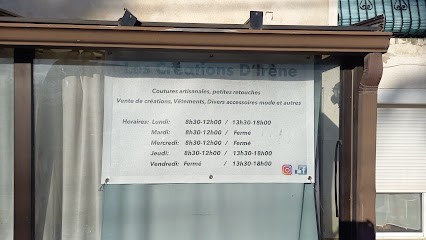 Les Créations D'Irène
Coutures artisanales, petites retouches
Vente de créations, Vêtements, Divers accessoires mode et autres
Horaires: Lundi: 8h30-12h00 / 13h30-18h00
Mardi: 8h30-12h00 / Fermé
Mercredi: 8h30-12h00 / Fermé
Jeudi: 8h30-12h00 / 13h30-18h00
Vendredi: Fermé / 13h30-18h00